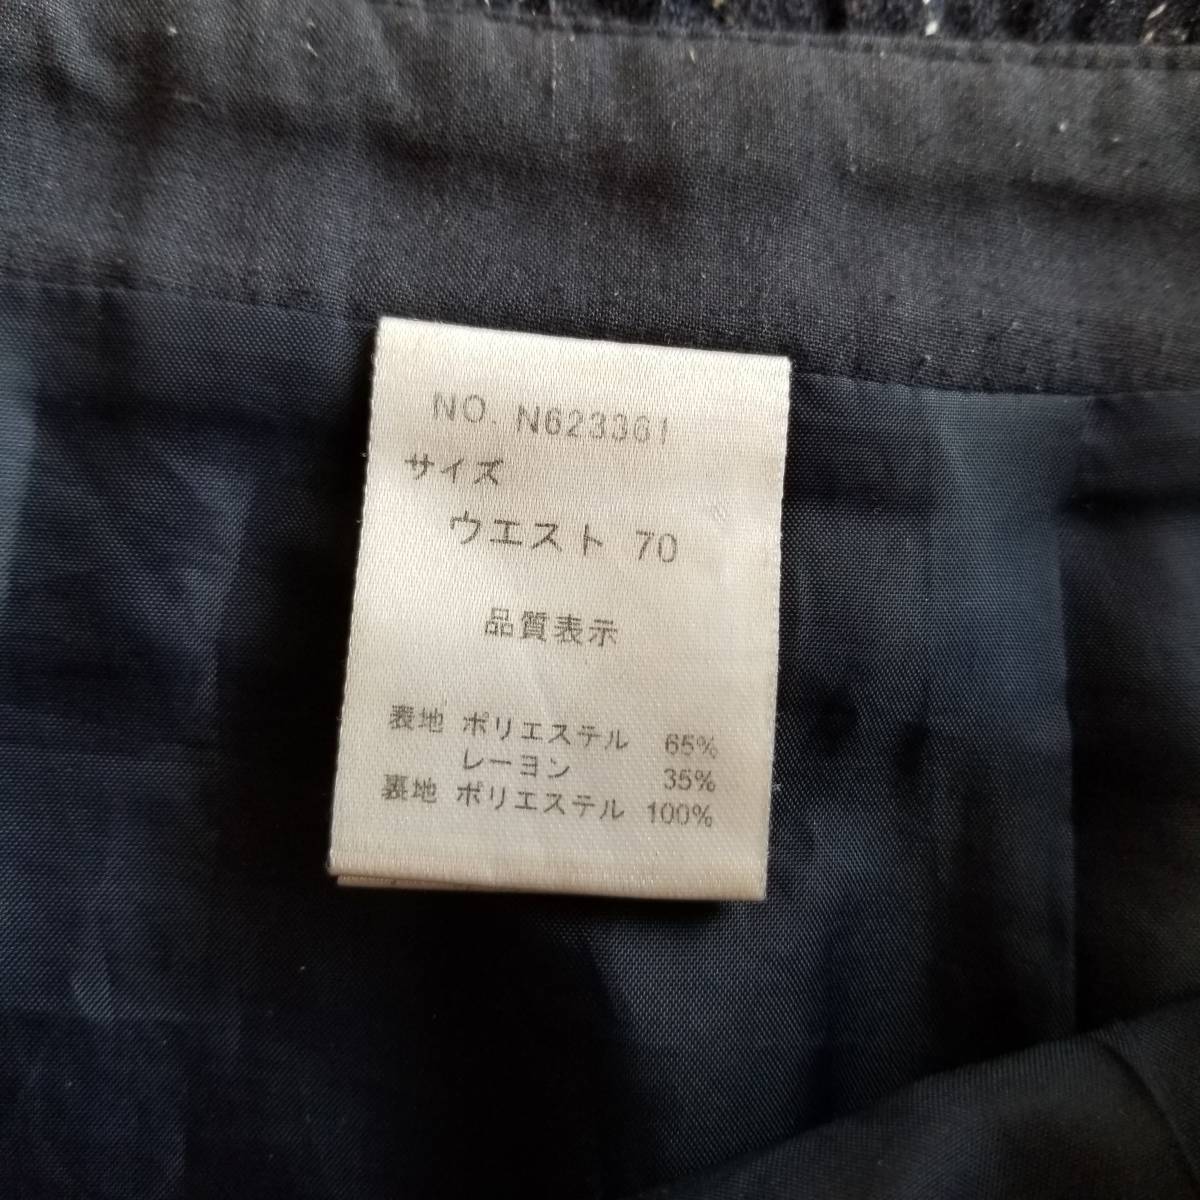 NO. N623361
サイズ
ウエスト 70
品質表示
表地 ポリエステル 65%
レーヨン 35%
裏地 ポリエステル 100%